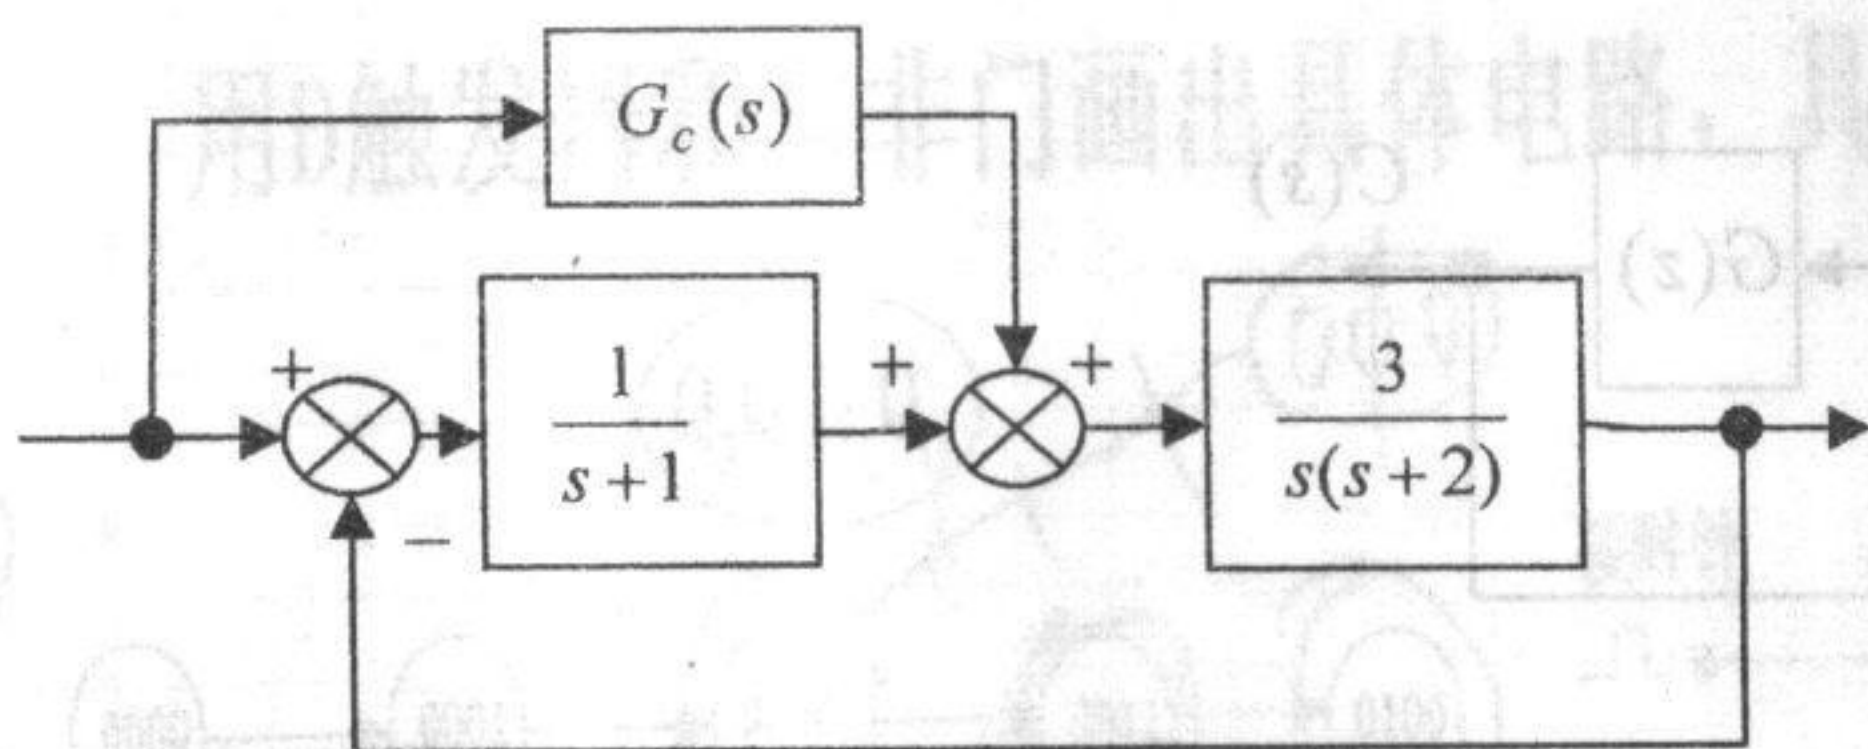 G_c(s)
+ 1/(s+1) + + 3/(s(s+2))
−